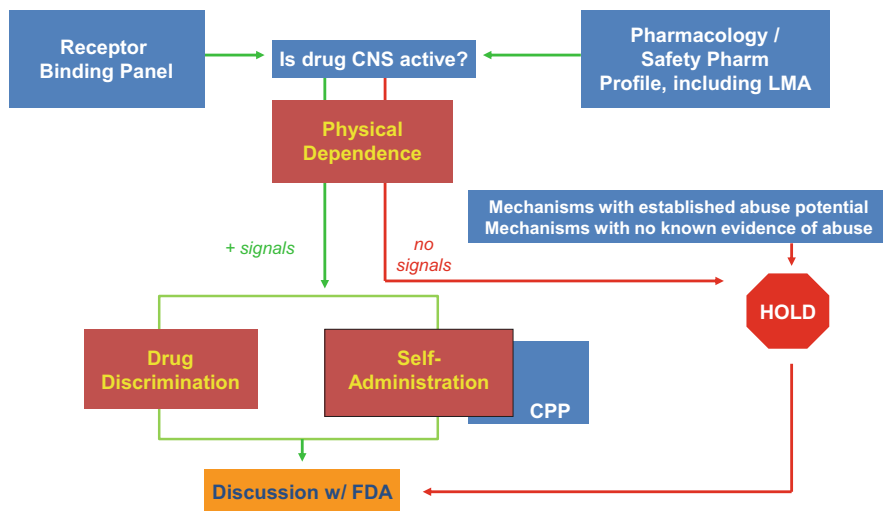 Receptor
Binding Panel
Is drug CNS active?
Pharmacology /
Safety Pharm
Profile, including LMA
Physical
Dependence
Mechanisms with established abuse potential
Mechanisms with no known evidence of abuse
+ signals
no
signals
HOLD
Drug
Discrimination
Self-
Administration
CPP
Discussion w/ FDA